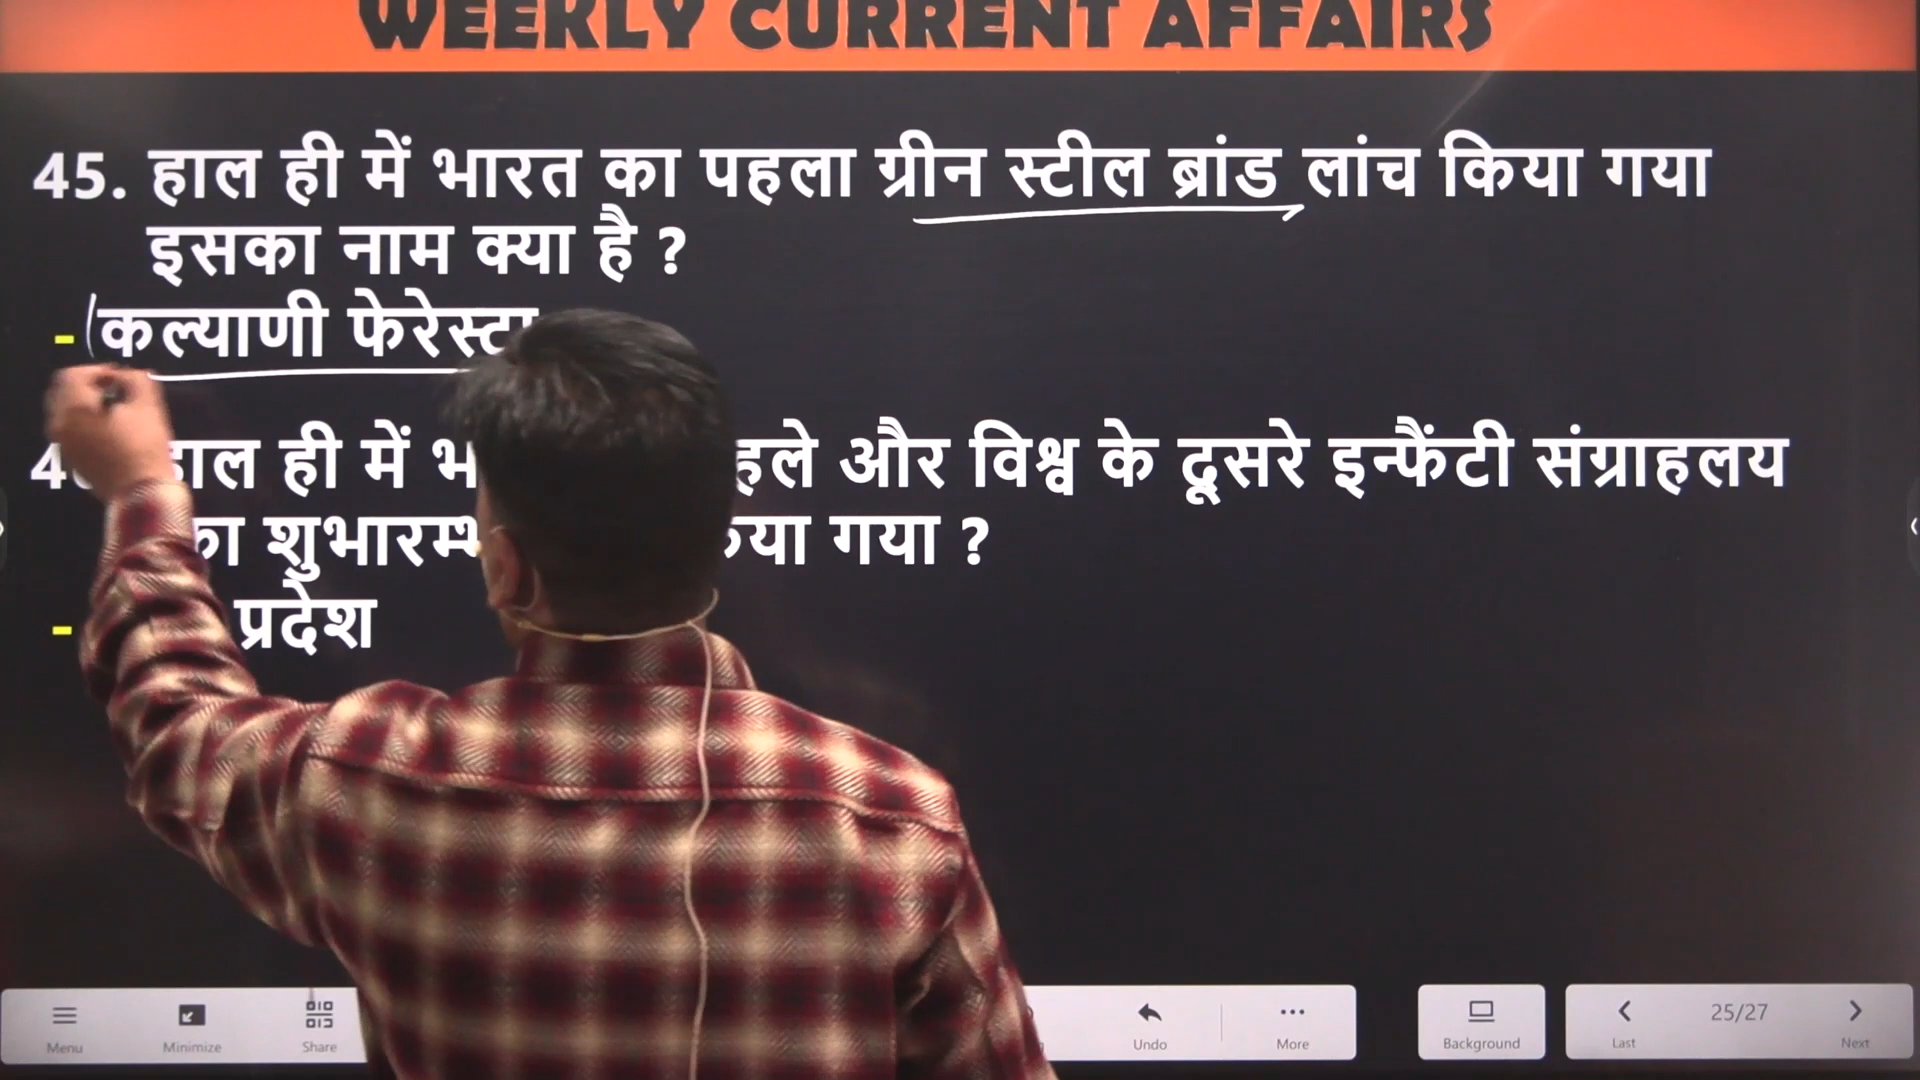 WEEKLY CURRENT AFFAIRS
45. हाल ही में भारत का पहला ग्रीन स्टील ब्रांड लांच किया गया
इसका नाम क्या है ?
- कल्याणी फेरेस्टा
हाल ही में हले और विश्व के दूसरे इन्फैंटी संग्राहलय
का शुभारम्भ गया ?
- प्रदेश
Menu Minimize Share Undo More Background Last 25/27 Next